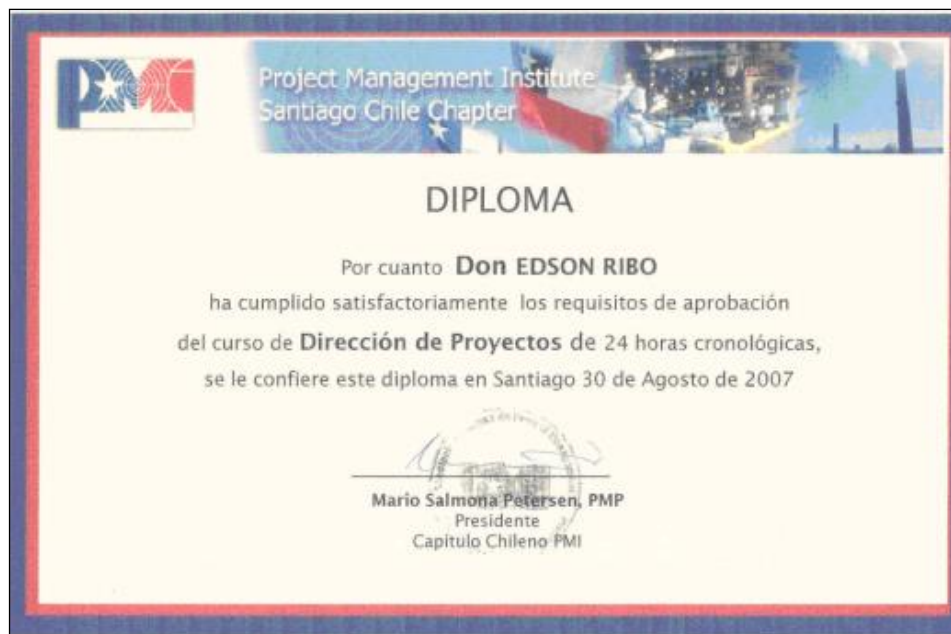 PMI
Project Management Institute
Santiago Chile Chapter
DIPLOMA
Por cuanto Don EDSON RIBO
ha cumplido satisfactoriamente los requisitos de aprobación
del curso de Dirección de Proyectos de 24 horas cronológicas,
se le confiere este diploma en Santiago 30 de Agosto de 2007
Mario Salmona Petersen, PMP
Presidente
Capitulo Chileno PMI